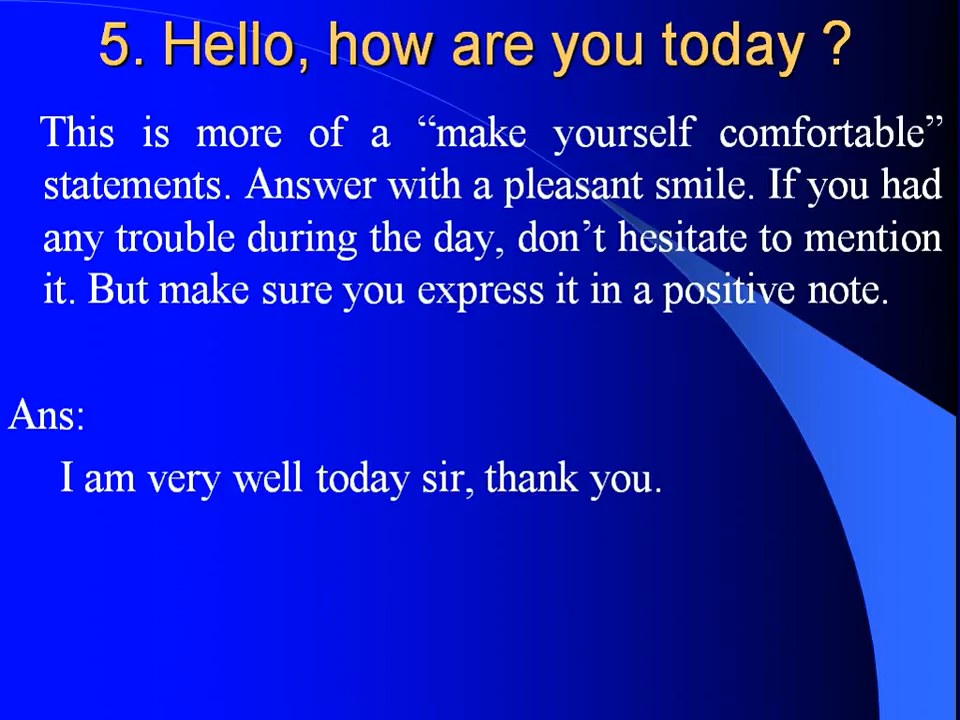 5. Hello, how are you today ?
This is more of a “make yourself comfortable”
statements. Answer with a pleasant smile. If you had
any trouble during the day, don’t hesitate to mention
it. But make sure you express it in a positive note.
Ans:
I am very well today sir, thank you.